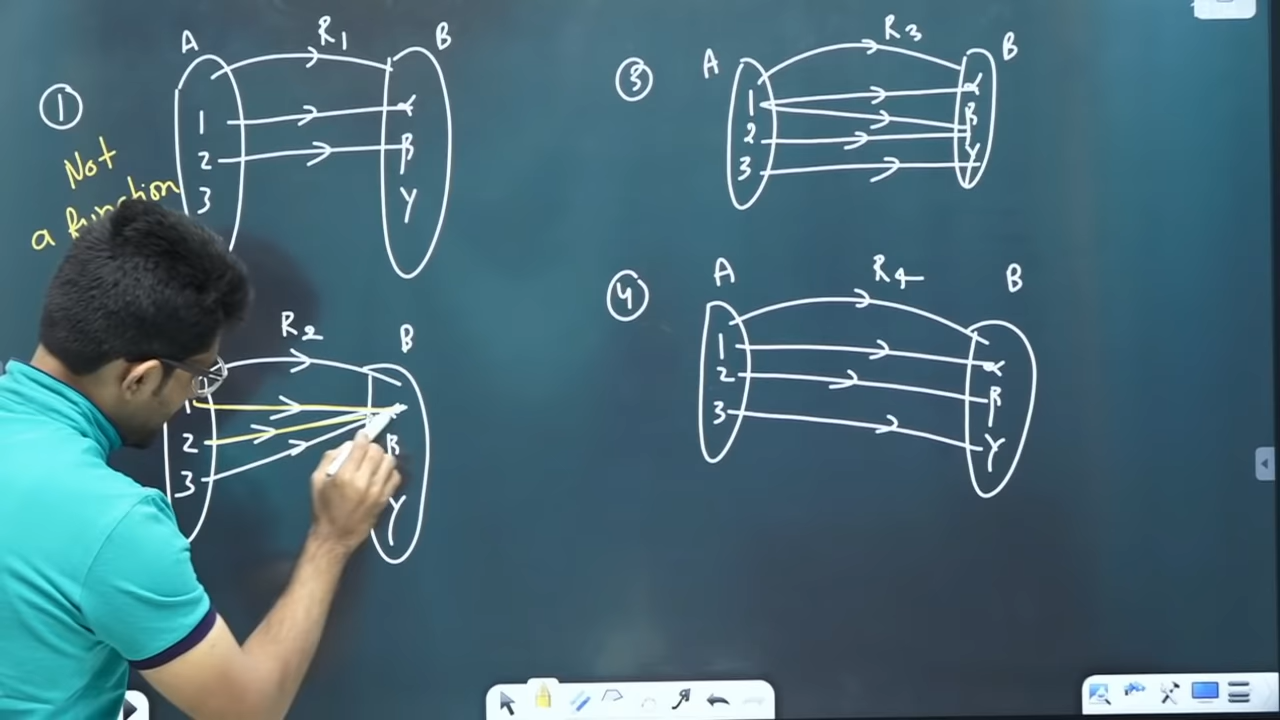 ①
A R₁ B
1 α
2 β
3 γ
Not
a function
R₂ B
1
2 β
3 γ
③
A R₃ B
1 α
2 β
3 γ
④
A R₄ B
1 α
2 β
3 γ